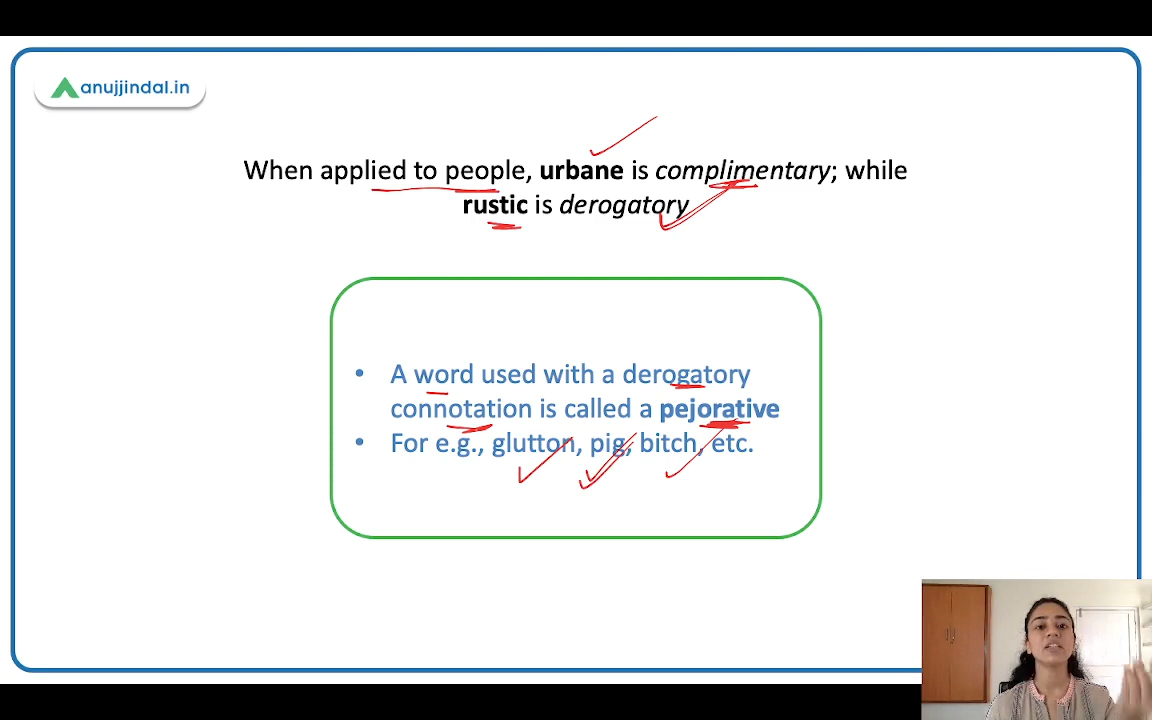 anujjindal.in
When applied to people, urbane is complimentary; while
rustic is derogatory
• A word used with a derogatory
connotation is called a pejorative
• For e.g., glutton, pig, bitch, etc.